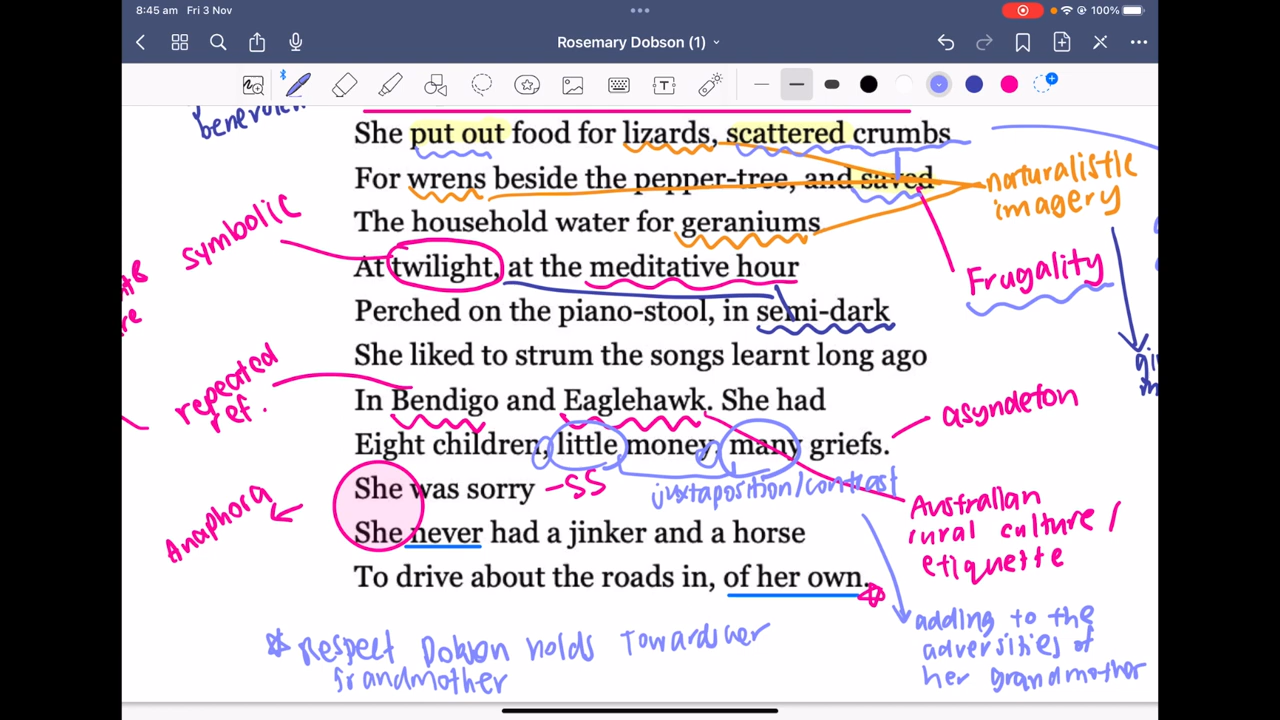 8:45 am Fri 3 Nov
100%
Rosemary Dobson (1)
She put out food for lizards, scattered crumbs
For wrens beside the pepper-tree, and saved
The household water for geraniums
At twilight, at the meditative hour
Perched on the piano-stool, in semi-dark
She liked to strum the songs learnt long ago
In Bendigo and Eaglehawk. She had
Eight children, little money, many griefs.
She was sorry
She never had a jinker and a horse
To drive about the roads in, of her own.
symbolic
repeated
ref.
Anaphora
- SS
juxtaposition/contrast
naturalistic
imagery
Frugality
asyndeton
Australian
rural culture /
etiquette
adding to the
adversities of
her grandmother
* Respect Dobson holds towards her
grandmother